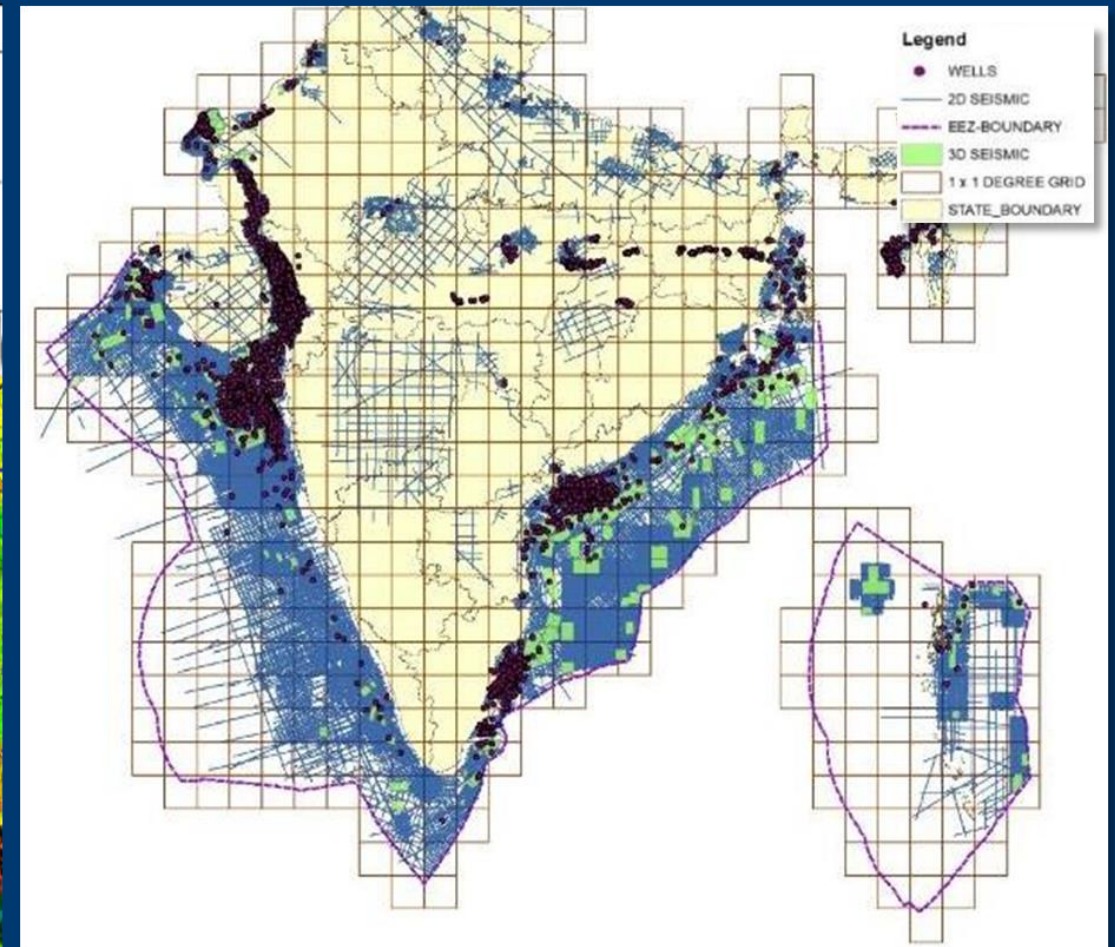 Legend
WELLS
2D SEISMIC
EEZ-BOUNDARY
3D SEISMIC
1 x 1 DEGREE GRID
STATE_BOUNDARY